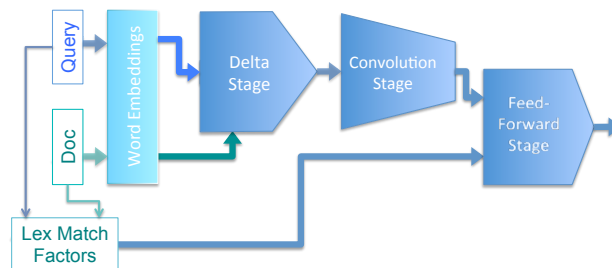 Query
Doc
Word Embeddings
Delta
Stage
Convolution
Stage
Feed-
Forward
Stage
Lex Match
Factors